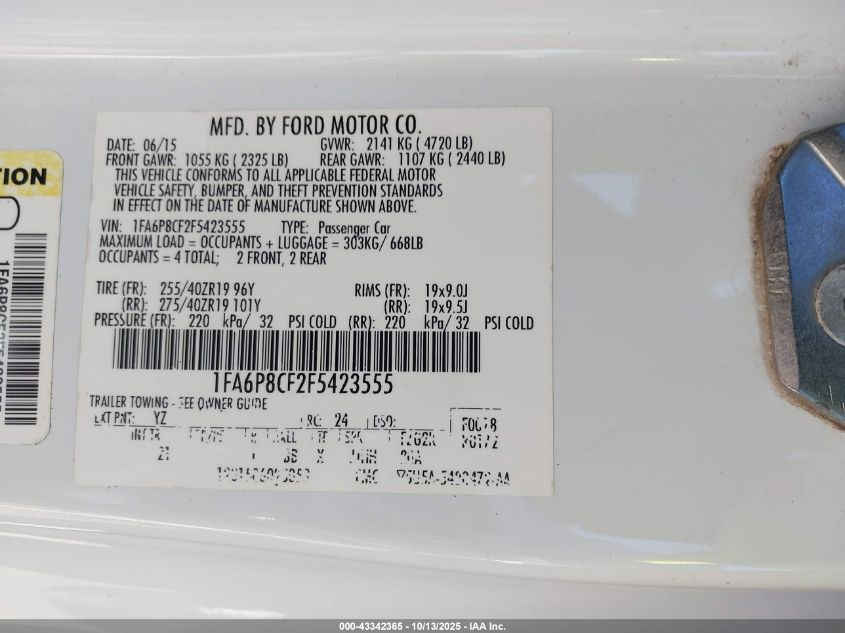 MFD. BY FORD MOTOR CO.
DATE: 06/15 GVWR: 2141 KG ( 4720 LB)
FRONT GAWR: 1055 KG ( 2325 LB) REAR GAWR: 1107 KG ( 2440 LB)
THIS VEHICLE CONFORMS TO ALL APPLICABLE FEDERAL MOTOR
VEHICLE SAFETY, BUMPER, AND THEFT PREVENTION STANDARDS
IN EFFECT ON THE DATE OF MANUFACTURE SHOWN ABOVE.
VIN: 1FA6P8CF2F5423555 TYPE: Passenger Car
MAXIMUM LOAD = OCCUPANTS + LUGGAGE = 303KG/ 668LB
OCCUPANTS = 4 TOTAL; 2 FRONT, 2 REAR
TIRE (FR): 255/40ZR19 96Y RIMS (FR): 19x9.0J
(RR): 275/40ZR19 101Y (RR): 19x9.5J
PRESSURE (FR): 220 kPa/ 32 PSI COLD (RR): 220 kPa/ 32 PSI COLD
1FA6P8CF2F5423555
TRAILER TOWING - SEE OWNER GUIDE
EXT PNT: YZ RC: 24 DSO:
TION
000-43342365 | 10/13/2025 | IAA Inc.